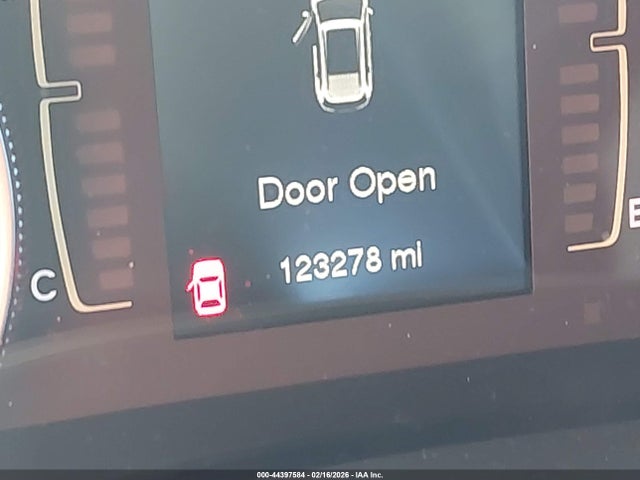 Door Open
123278 mi
C
E
000-44397584 - 02/16/2026 - IAA Inc.